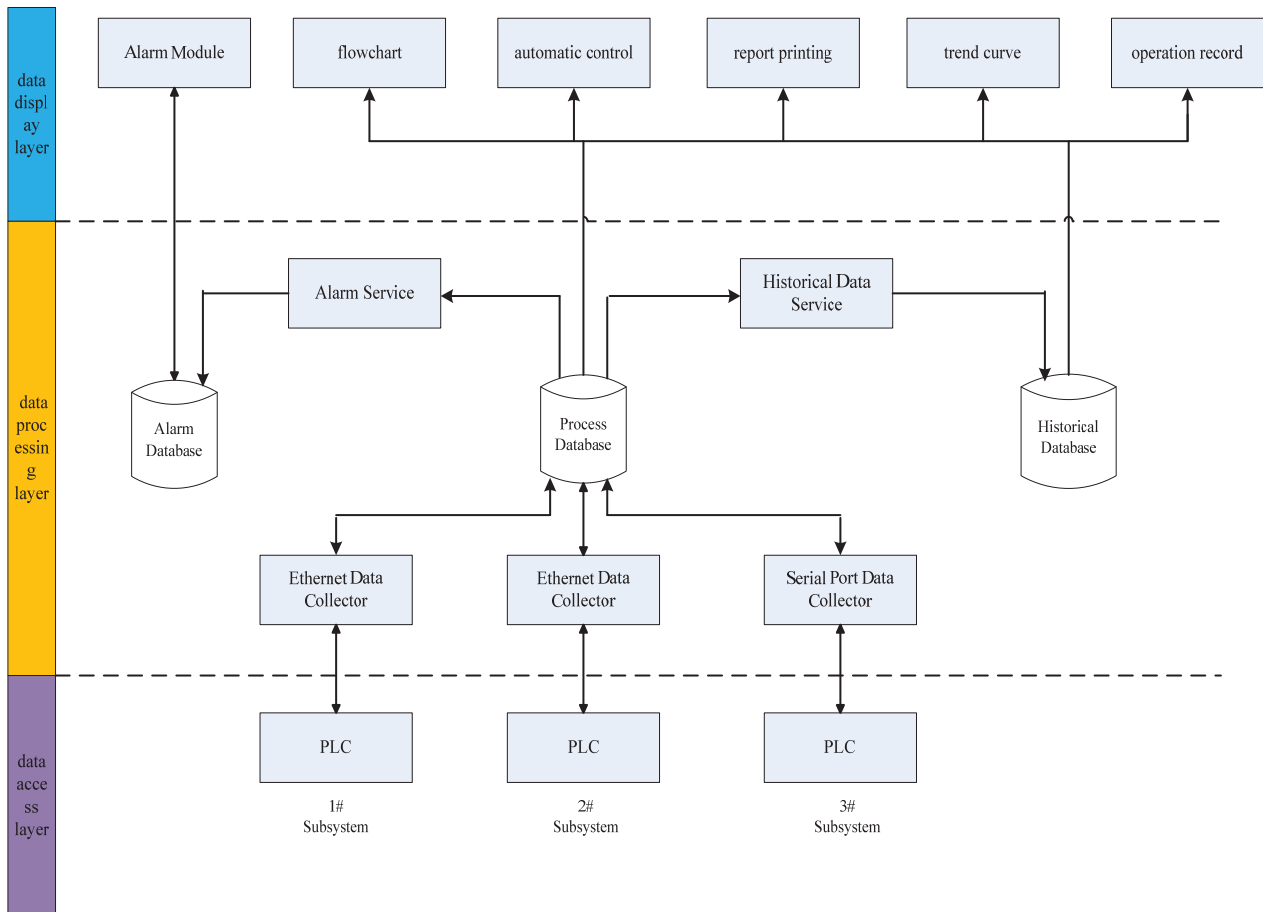 data
displ
ay
layer
Alarm Module
flowchart
automatic control
report printing
trend curve
operation record
data
proc
essin
g
layer
Alarm Service
Historical Data
Service
Alarm
Database
Process
Database
Historical
Database
Ethernet Data
Collector
Ethernet Data
Collector
Serial Port Data
Collector
data
acce
ss
layer
PLC
PLC
PLC
1#
Subsystem
2#
Subsystem
3#
Subsystem